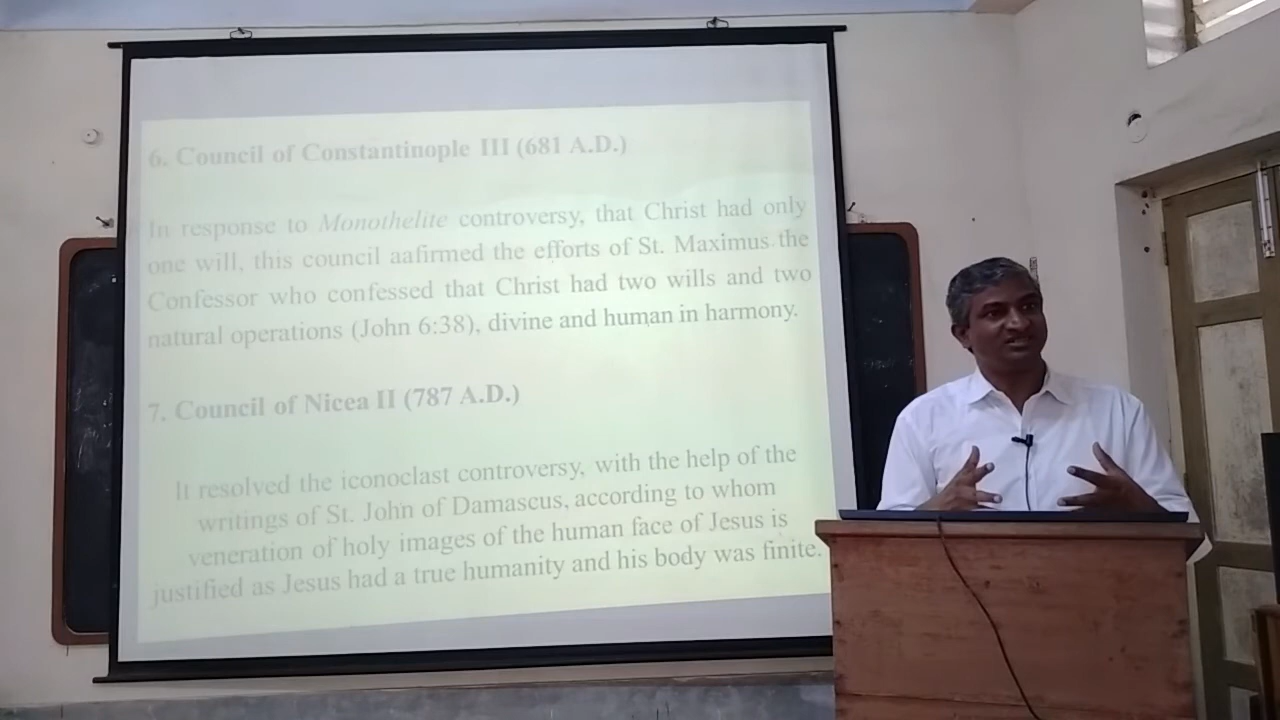 6. Council of Constantinople III (681 A.D.)
In response to Monothelite controversy, that Christ had only
one will, this council aafirmed the efforts of St. Maximus the
Confessor who confessed that Christ had two wills and two
natural operations (John 6:38), divine and human in harmony.
7. Council of Nicea II (787 A.D.)
It resolved the iconoclast controversy, with the help of the
writings of St. John of Damascus, according to whom
veneration of holy images of the human face of Jesus is
justified as Jesus had a true humanity and his body was finite.